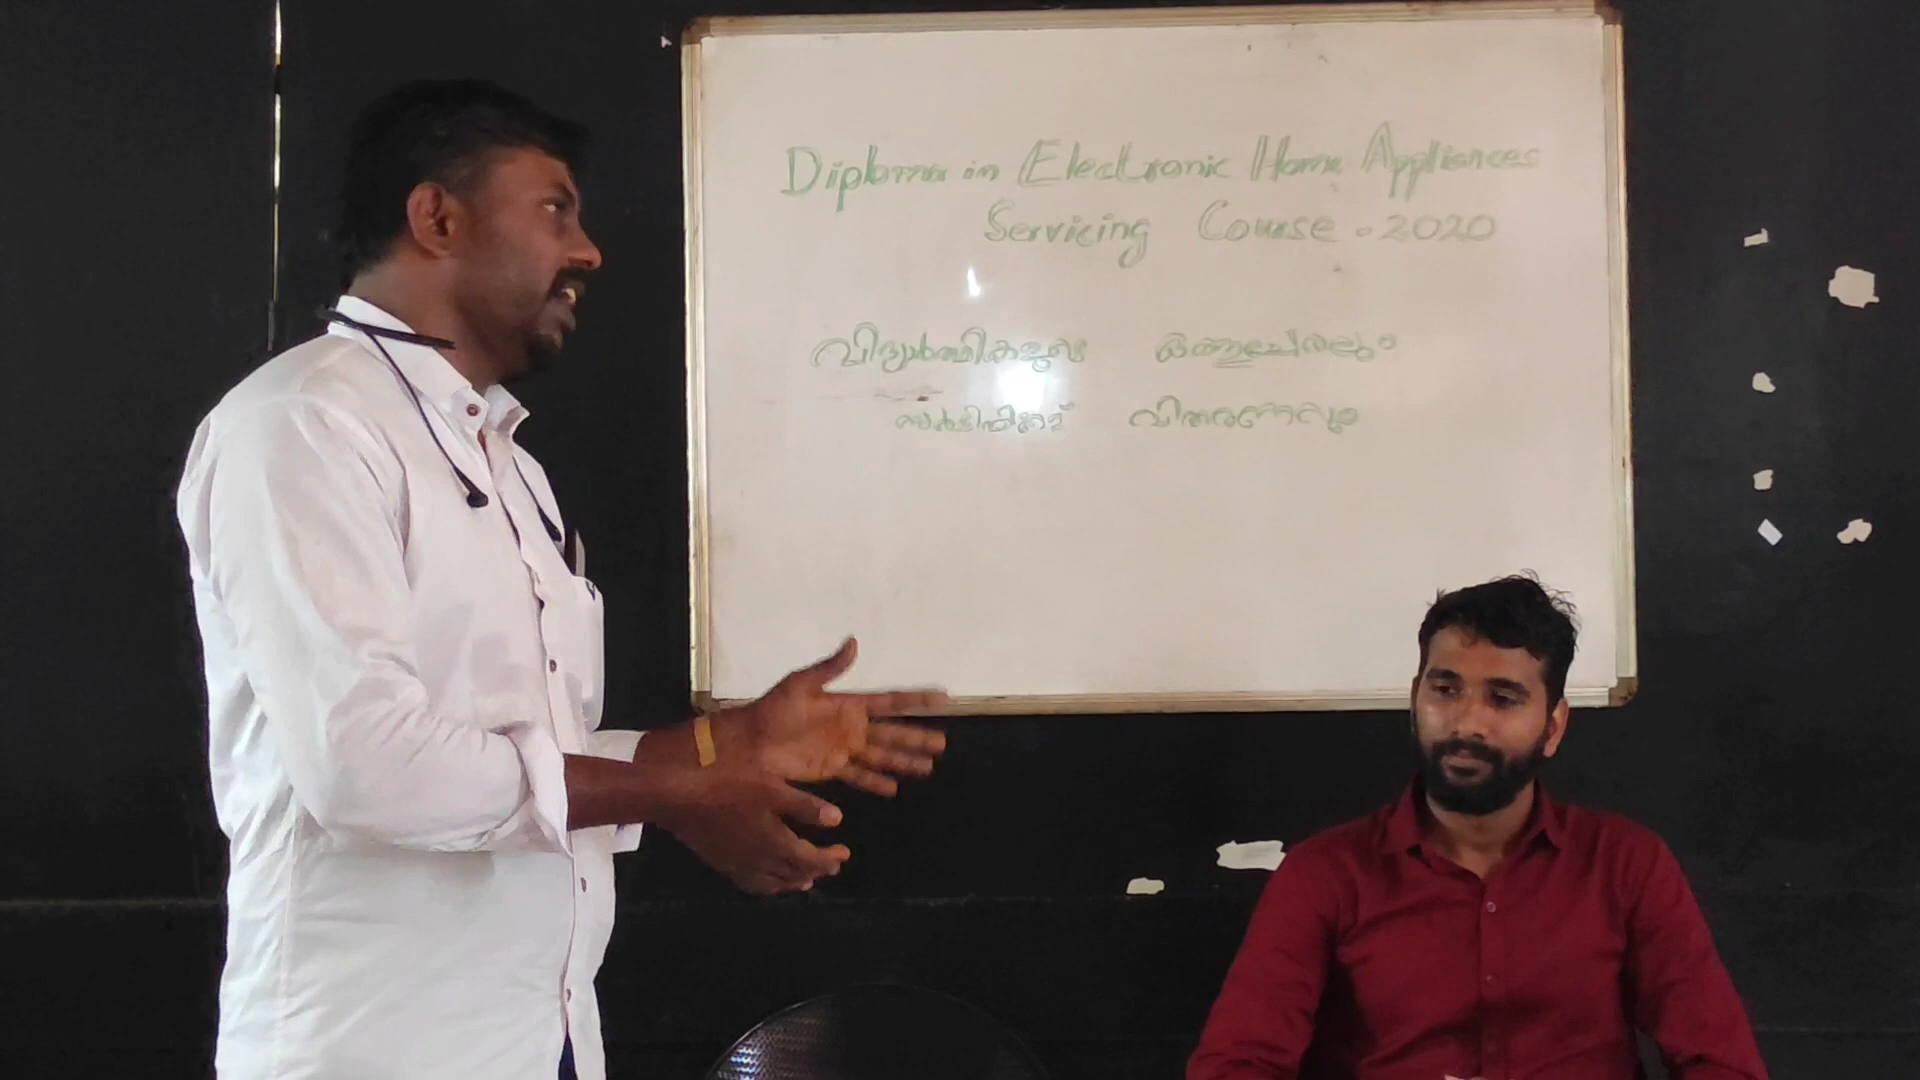 Diploma in Electronic Home Appliances
Servicing Course - 2020
വിദ്യാർത്ഥികളുടെ ഒത്തുചേരലും
സർട്ടിഫിക്കറ്റ് വിതരണവും